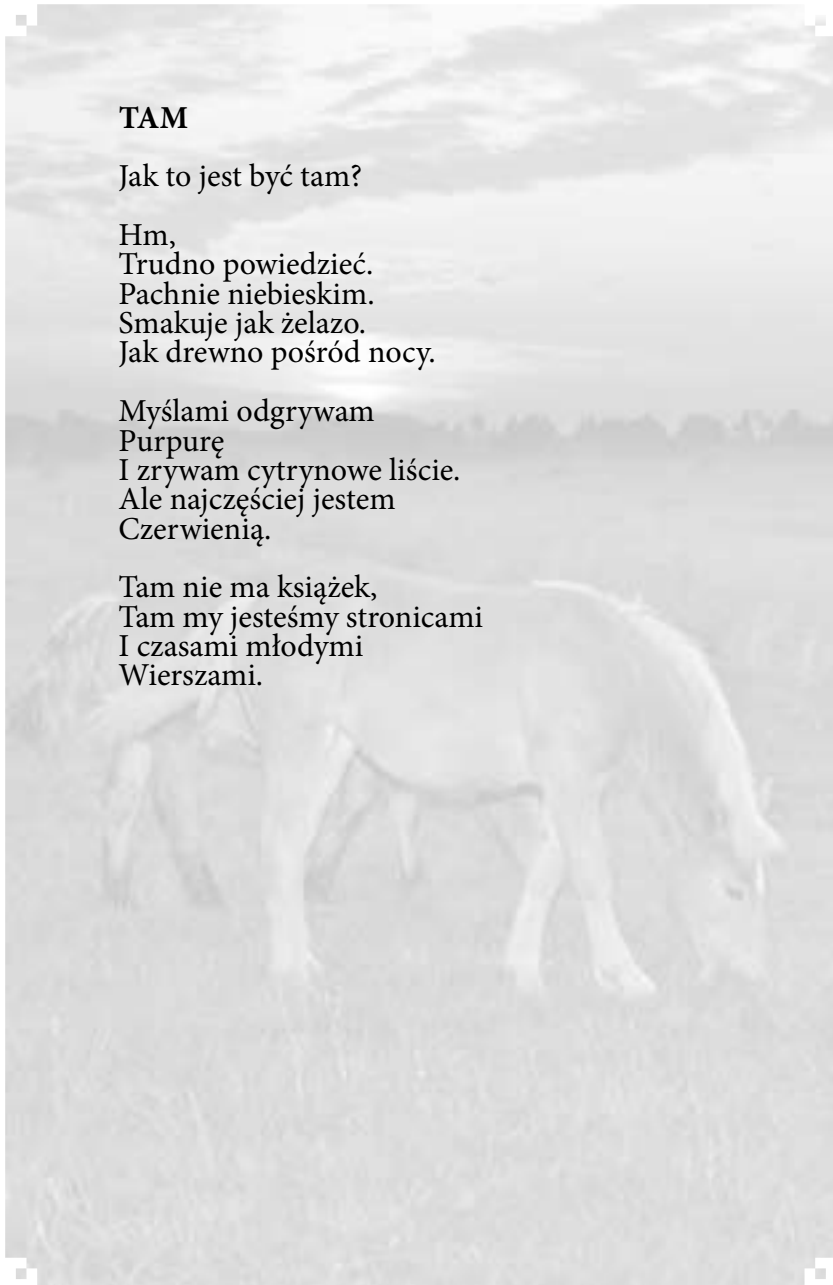 TAM
Jak to jest być tam?
Hm,
Trudno powiedzieć.
Pachnie niebieskim.
Smakuje jak żelazo.
Jak drewno pośród nocy.
Myślami odgrywam
Purpurę
I zrywam cytrynowe liście.
Ale najczęściej jestem
Czerwienią.
Tam nie ma książek,
Tam my jesteśmy stronicami
I czasami młodymi
Wierszami.